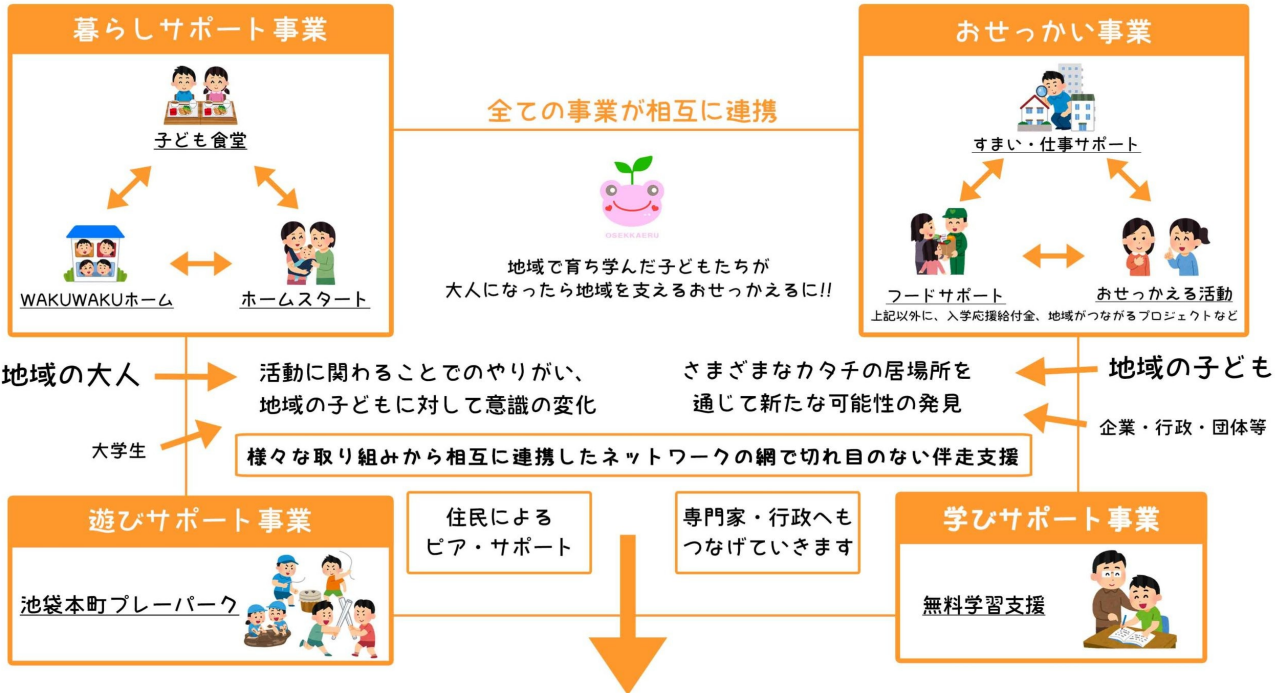 暮らしサポート事業
子ども食堂
WAKUWAKUホーム
ホームスタート
全ての事業が相互に連携
OSEKKAERU
地域で育ち学んだ子どもたちが
大人になったら地域を支えるおせっかえるに!!
おせっかい事業
すまい・仕事サポート
フードサポート
おせっかえる活動
上記以外に、入学応援給付金、地域がつながるプロジェクトなど
地域の大人
活動に関わることでのやりがい、
地域の子どもに対して意識の変化
大学生
さまざまなカタチの居場所を
通じて新たな可能性の発見
地域の子ども
企業・行政・団体等
様々な取り組みから相互に連携したネットワークの網で切れ目のない伴走支援
遊びサポート事業
池袋本町プレーパーク
住民による
ピア・サポート
専門家・行政へも
つなげていきます
学びサポート事業
無料学習支援